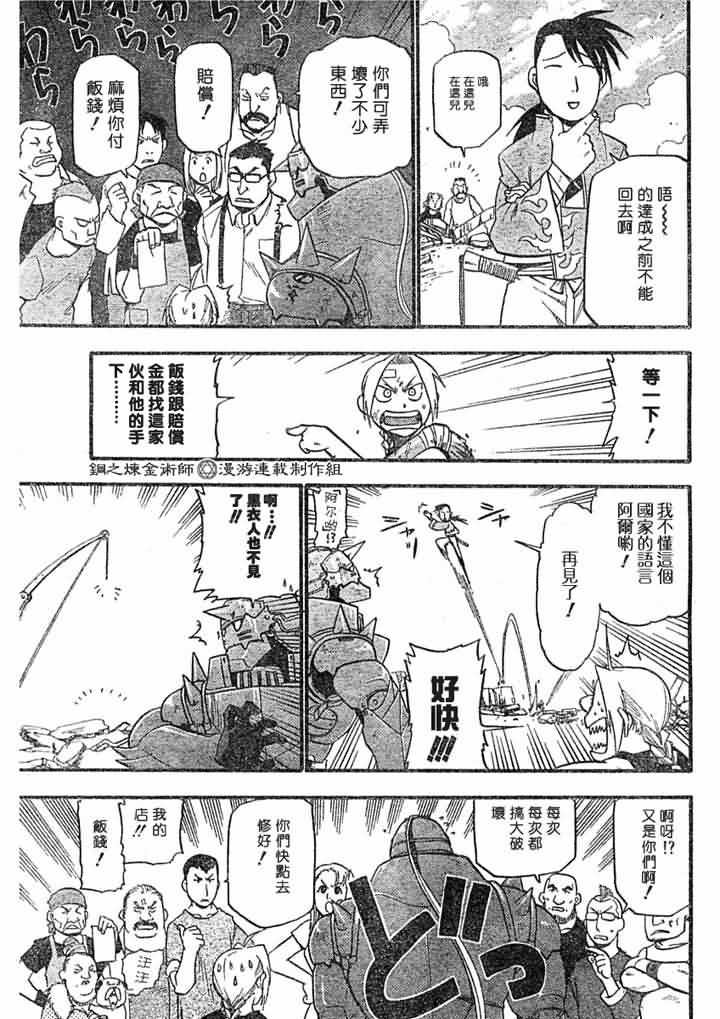 哦
在這兒
在這兒
唔～～
的達成之前不能
回去啊
你們可弄
壞了不少
東西！
賠償！
麻煩你付
飯錢！
わらわら
わらわら
等一下！
飯錢跟賠償
金都找這家
伙和他的手
下………
鋼之煉金術師 漫游連載制作組
我不懂這個
國家的語言
阿爾喲！
再見了！
好快!!!
阿尔喲!?
啊…!!
黑衣人也不見
了!!
啊呀!?
又是你們啊！
每次
每次都
搞大破
壞
どっ
你們快點去
修好！
我的
店!!
飯錢！
汪
汪